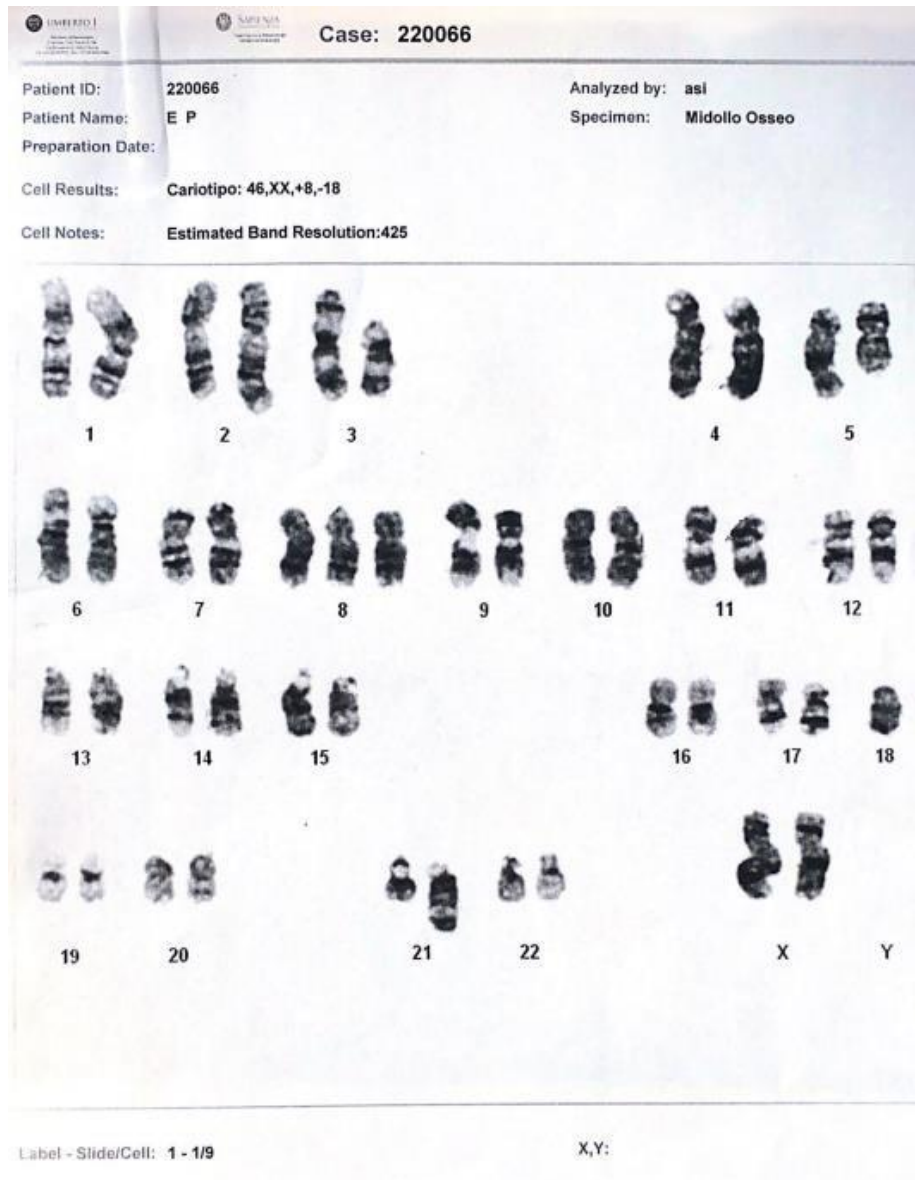 UMBERTO I
SAPIENZA
Case: 220066
Patient ID: 220066
Analyzed by: asi
Patient Name: E P
Specimen: Midollo Osseo
Preparation Date:
Cell Results: Cariotipo: 46,XX,+8,-18
Cell Notes: Estimated Band Resolution:425
1 2 3 4 5
6 7 8 9 10 11 12
13 14 15 16 17 18
19 20 21 22 X Y
Label - Slide/Cell: 1 - 1/9
X,Y: